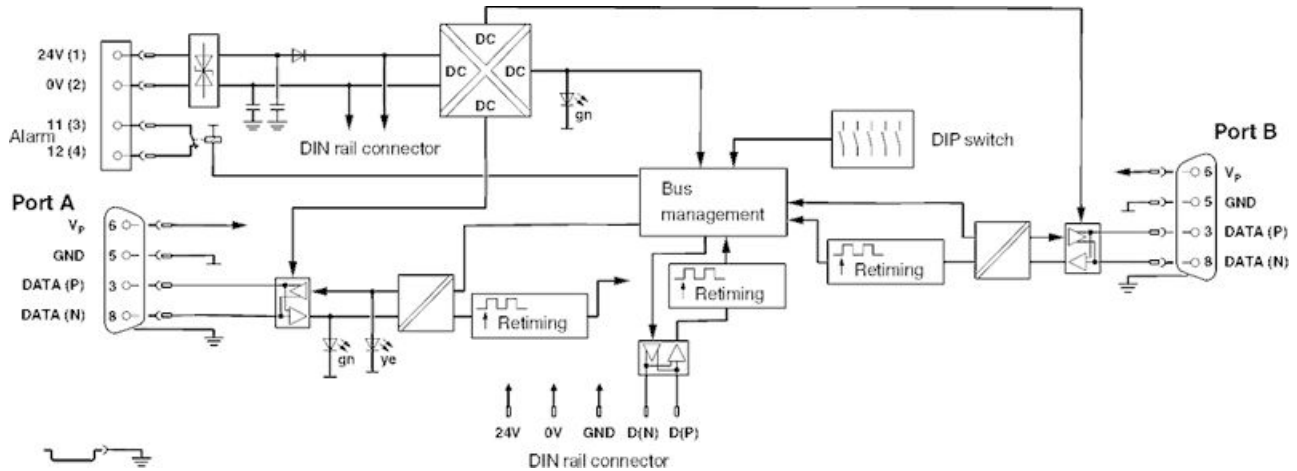 24V (1)
0V (2)
11 (3)
Alarm
12 (4)
DC
DC
DC
DC
gn
DIN rail connector
DIP switch
Bus
management
Port A
6
V_P
5
GND
3
DATA (P)
8
DATA (N)
gn
ye
Retiming
Retiming
Retiming
Port B
6 V_P
5 GND
3 DATA (P)
8 DATA (N)
24V 0V GND D(N) D(P)
DIN rail connector